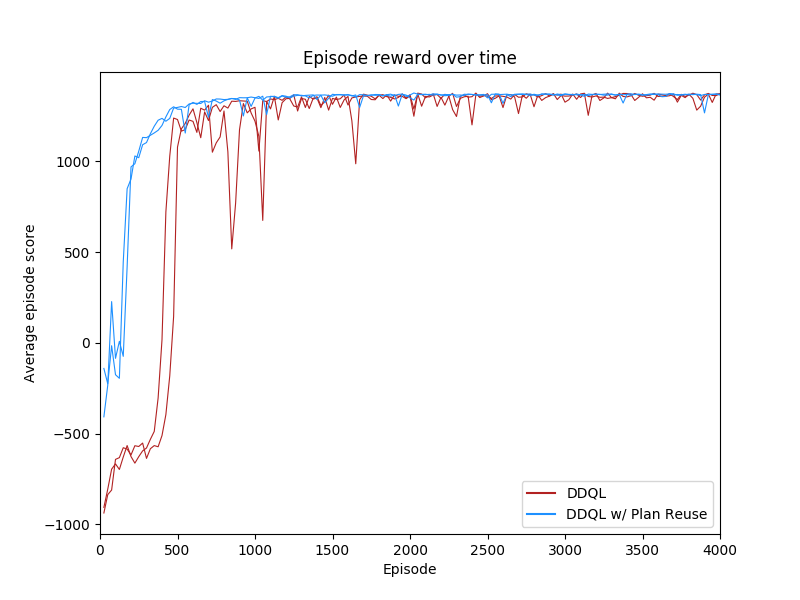 Episode reward over time
Average episode score
1000
500
0
−500
−1000
0 500 1000 1500 2000 2500 3000 3500 4000
Episode
DDQL
DDQL w/ Plan Reuse